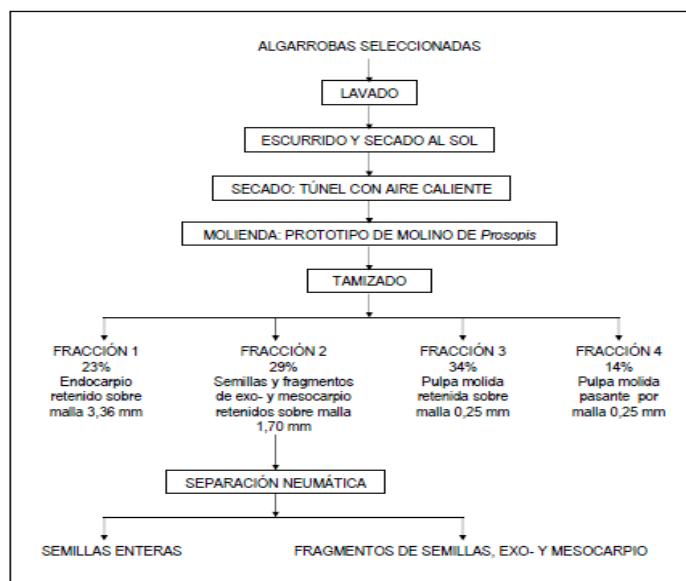 ALGARROBAS SELECCIONADAS
LAVADO
ESCURRIDO Y SECADO AL SOL
SECADO: TÚNEL CON AIRE CALIENTE
MOLIENDA: PROTOTIPO DE MOLINO DE Prosopis
TAMIZADO
FRACCIÓN 1
23%
Endocarpio
retenido sobre
malla 3,36 mm
FRACCIÓN 2
29%
Semillas y fragmentos
de exo- y mesocarpio
retenidos sobre malla
1,70 mm
FRACCIÓN 3
34%
Pulpa molida
retenida sobre
malla 0,25 mm
FRACCIÓN 4
14%
Pulpa molida
pasante por
malla 0,25 mm
SEPARACIÓN NEUMÁTICA
SEMILLAS ENTERAS
FRAGMENTOS DE SEMILLAS, EXO- Y MESOCARPIO